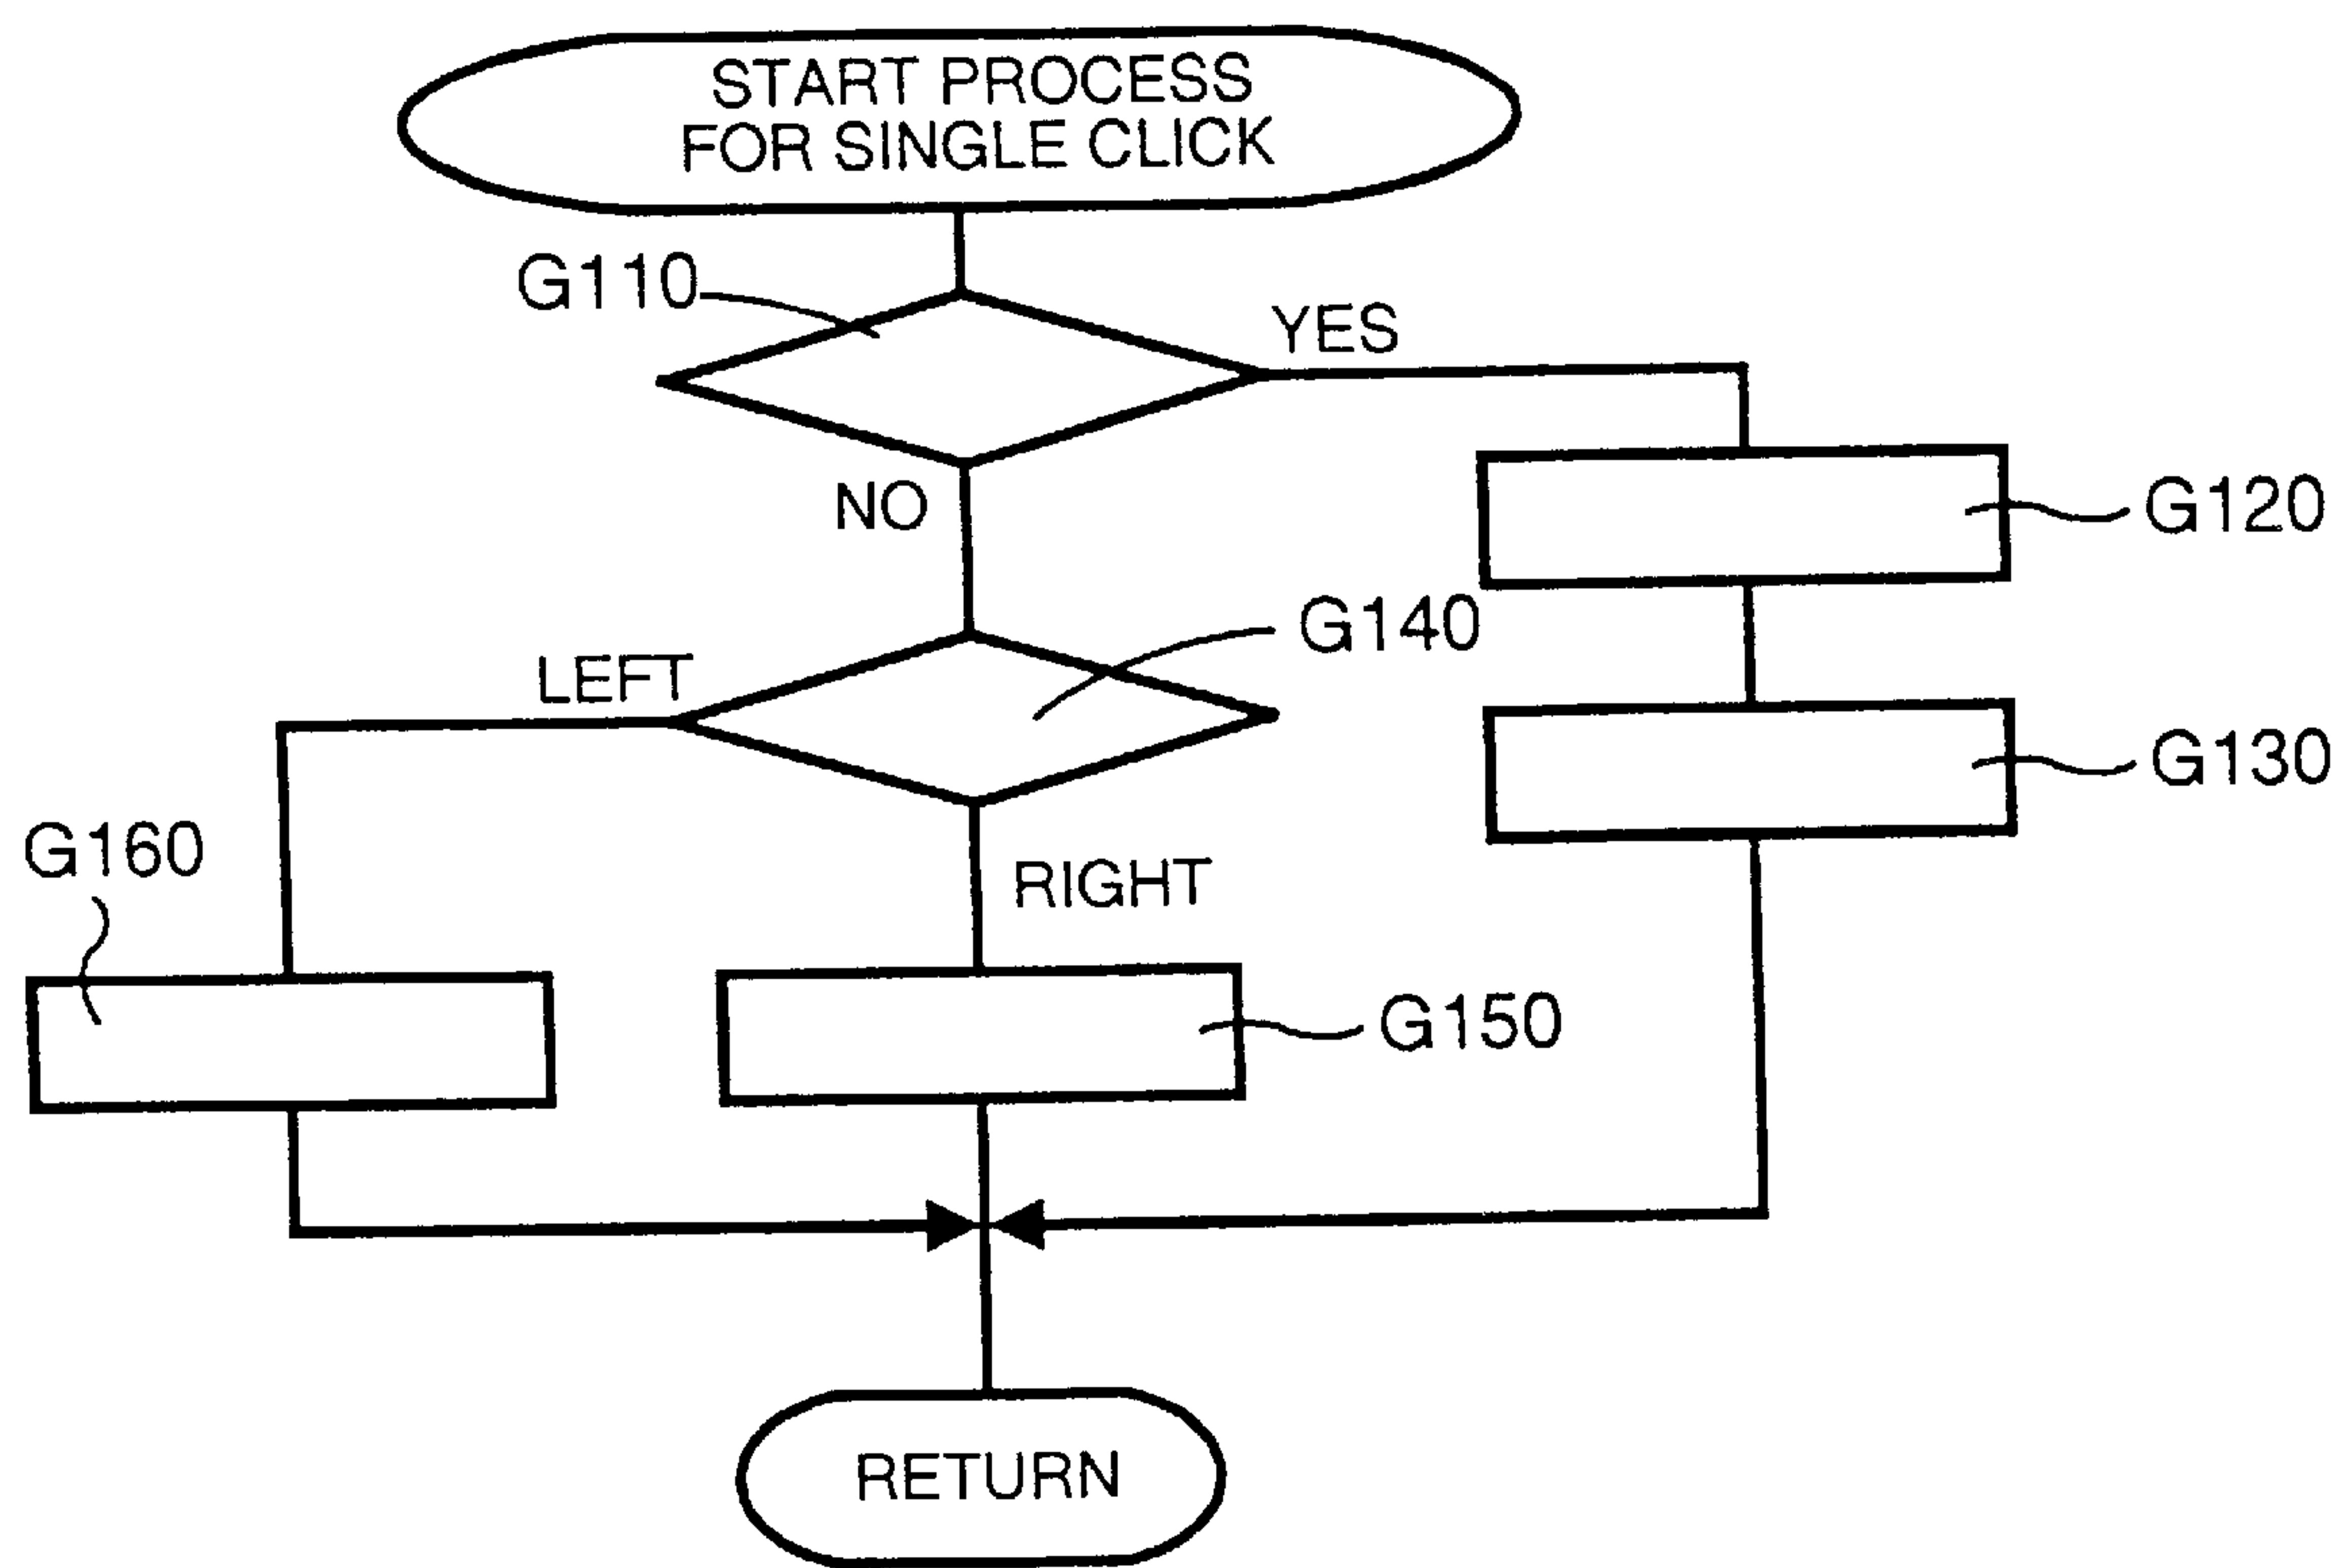 START PROCESS
FOR SINGLE CLICK
G110
YES
NO
G120
G140
LEFT
G130
G160
RIGHT
G150
RETURN